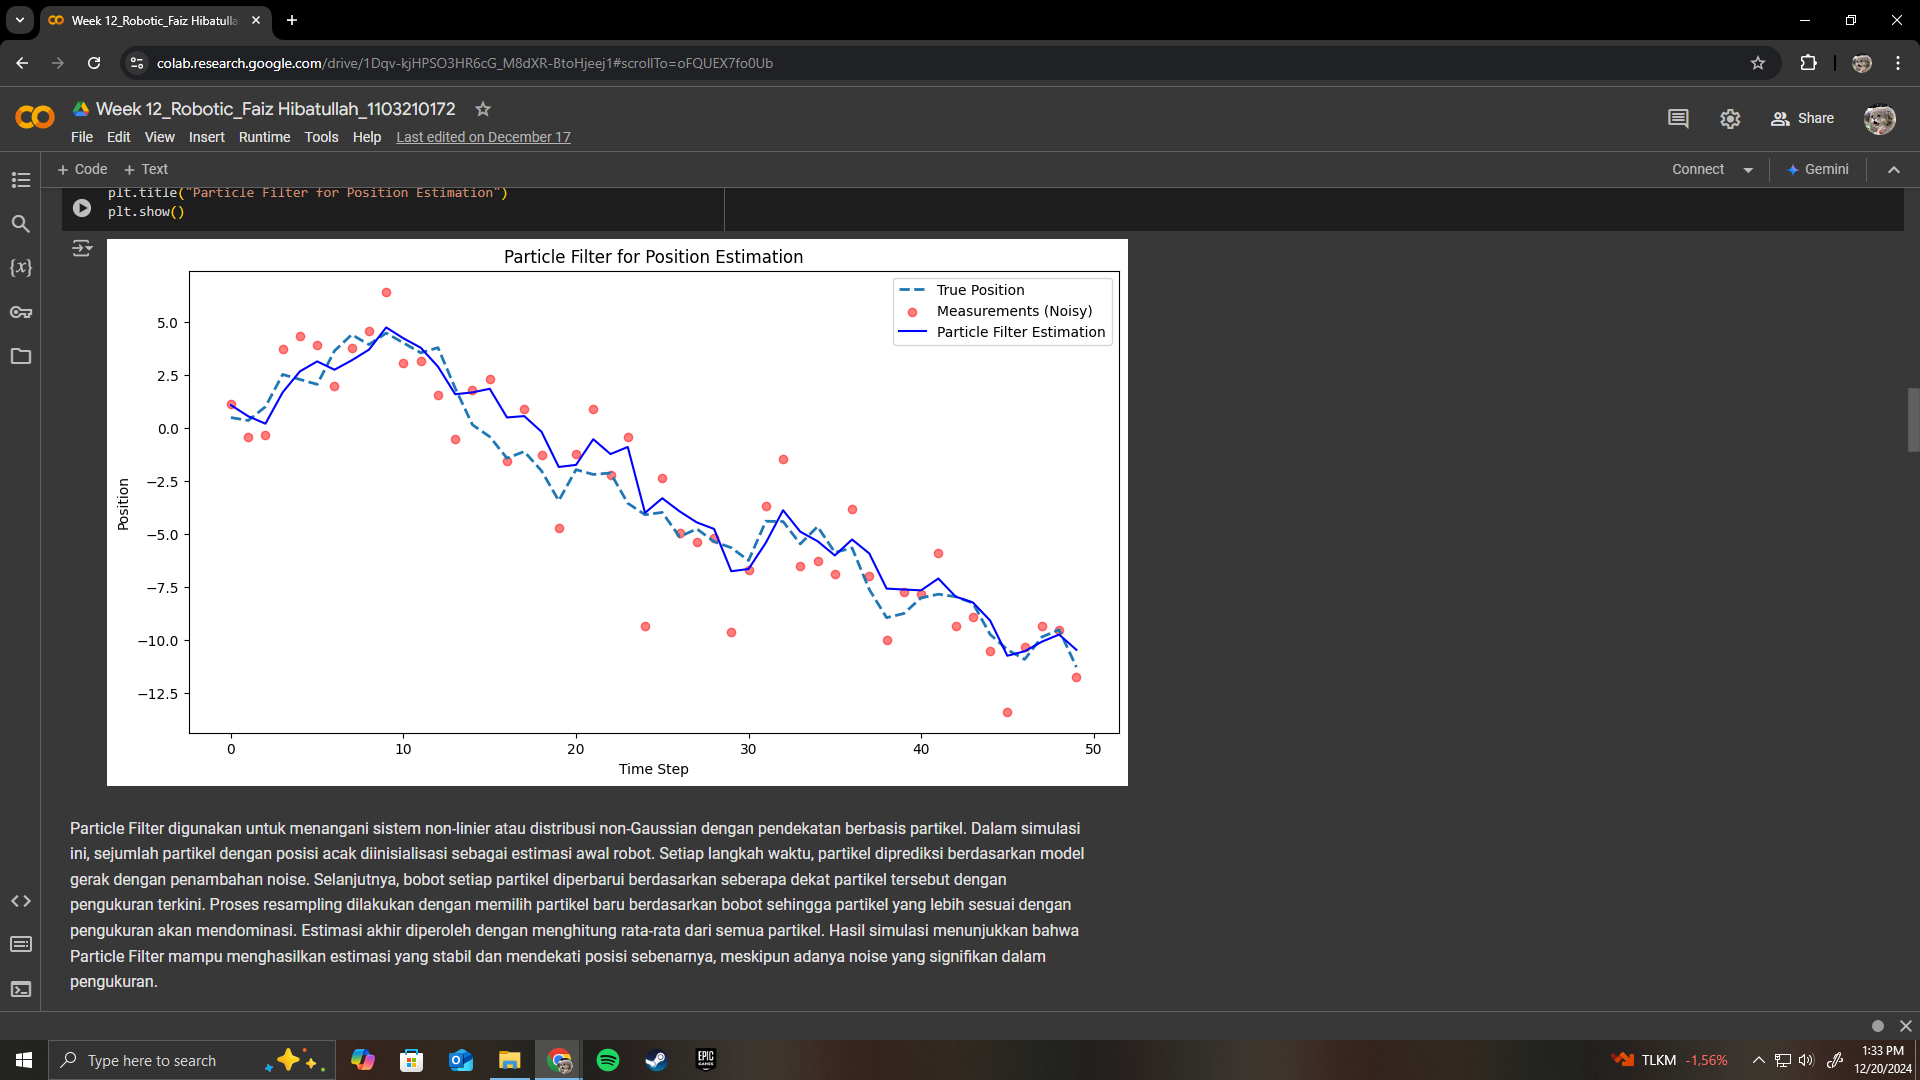 Week 12_Robotic_Faiz Hibatulla
colab.research.google.com/drive/1Dqv-kjHPSO3HR6cG_M8dXR-BtoHjeej1#scrollTo=oFQUEX7fo0Ub
Week 12_Robotic_Faiz Hibatullah_1103210172
File Edit View Insert Runtime Tools Help Last edited on December 17
Share
+ Code + Text
Connect
Gemini
plt.title("Particle Filter for Position Estimation")
plt.show()
{x}
Particle Filter for Position Estimation
True Position
Measurements (Noisy)
Particle Filter Estimation
5.0
2.5
0.0
−2.5
−5.0
−7.5
−10.0
−12.5
Position
0 10 20 30 40 50
Time Step
Particle Filter digunakan untuk menangani sistem non-linier atau distribusi non-Gaussian dengan pendekatan berbasis partikel. Dalam simulasi
ini, sejumlah partikel dengan posisi acak diinisialisasi sebagai estimasi awal robot. Setiap langkah waktu, partikel diprediksi berdasarkan model
gerak dengan penambahan noise. Selanjutnya, bobot setiap partikel diperbarui berdasarkan seberapa dekat partikel tersebut dengan
pengukuran terkini. Proses resampling dilakukan dengan memilih partikel baru berdasarkan bobot sehingga partikel yang lebih sesuai dengan
pengukuran akan mendominasi. Estimasi akhir diperoleh dengan menghitung rata-rata dari semua partikel. Hasil simulasi menunjukkan bahwa
Particle Filter mampu menghasilkan estimasi yang stabil dan mendekati posisi sebenarnya, meskipun adanya noise yang signifikan dalam
pengukuran.
Type here to search
EPIC
GAMES
TLKM -1,56%
1:33 PM
12/20/2024